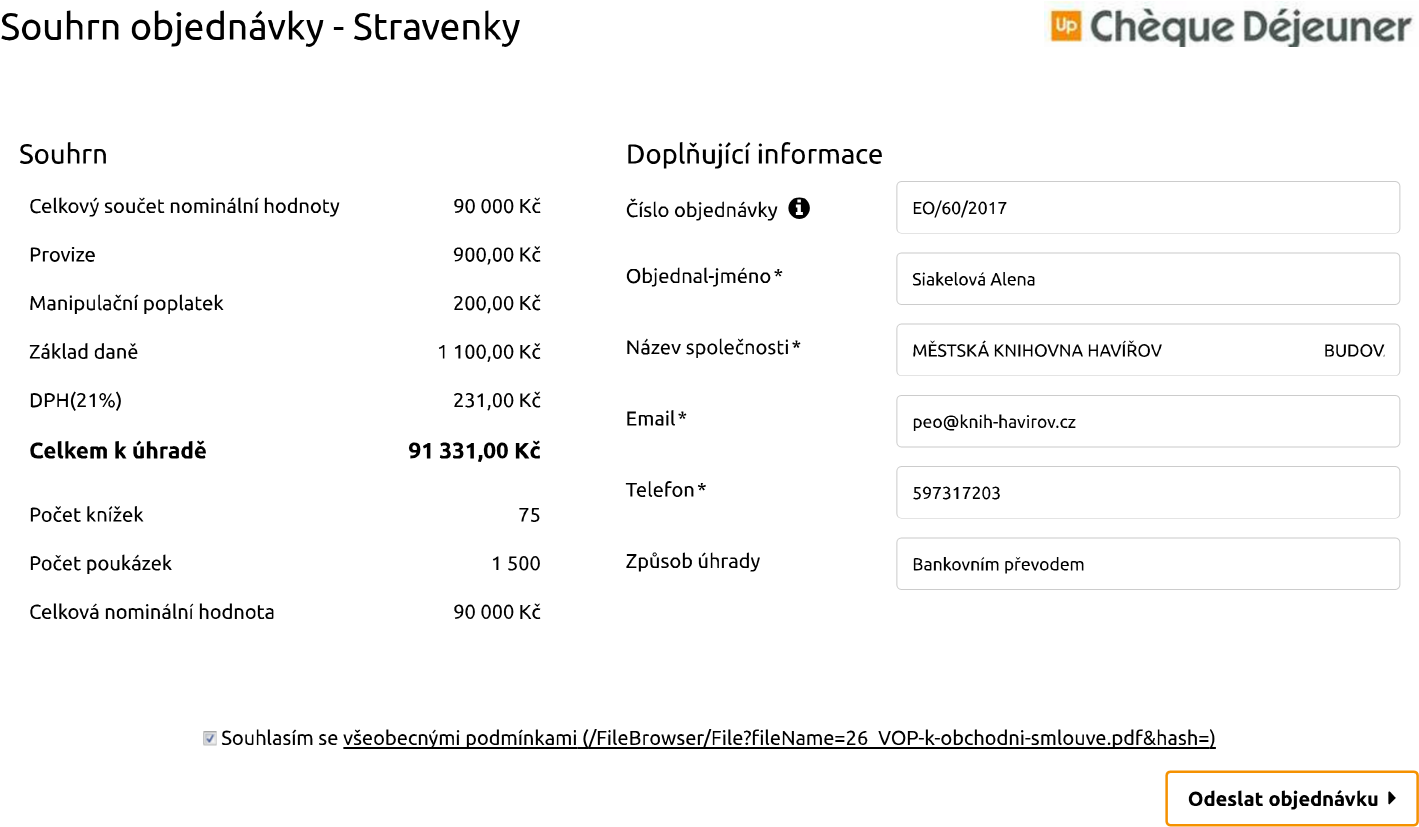 Souhrn objednávky - Stravenky
Up Chèque Déjeuner
Souhrn
Celkový součet nominální hodnoty 90 000 Kč
Provize 900,00 Kč
Manipulační poplatek 200,00 Kč
Základ daně 1 100,00 Kč
DPH(21%) 231,00 Kč
Celkem k úhradě 91 331,00 Kč
Počet knížek 75
Počet poukázek 1 500
Celková nominální hodnota 90 000 Kč
Doplňující informace
Číslo objednávky EO/60/2017
Objednal-jméno* Siakelová Alena
Název společnosti* MĚSTSKÁ KNIHOVNA HAVÍŘOV BUDOV
Email* peo@knih-havirov.cz
Telefon* 597317203
Způsob úhrady Bankovním převodem
Souhlasím se všeobecnými podmínkami (/FileBrowser/File?fileName=26_VOP-k-obchodni-smlouve.pdf&hash=)
Odeslat objednávku